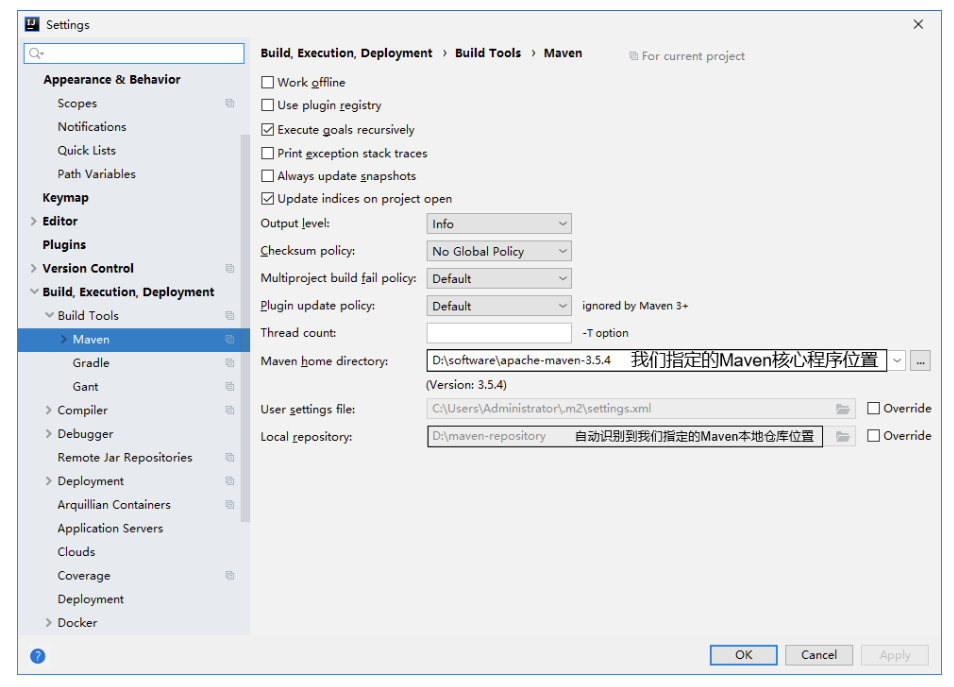 Settings
Appearance & Behavior
Scopes
Notifications
Quick Lists
Path Variables
Keymap
Editor
Plugins
Version Control
Build, Execution, Deployment
Build Tools
Maven
Gradle
Gant
Compiler
Debugger
Remote Jar Repositories
Deployment
Arquillian Containers
Application Servers
Clouds
Coverage
Deployment
Docker
Build, Execution, Deployment › Build Tools › Maven For current project
Work offline
Use plugin registry
Execute goals recursively
Print exception stack traces
Always update snapshots
Update indices on project open
Output level: Info
Checksum policy: No Global Policy
Multiproject build fail policy: Default
Plugin update policy: Default ignored by Maven 3+
Thread count: -T option
Maven home directory: D:\software\apache-maven-3.5.4 我们指定的Maven核心程序位置 ...
(Version: 3.5.4)
User settings file: C:\Users\Administrator\.m2\settings.xml Override
Local repository: D:\maven-repository 自动识别到我们指定的Maven本地仓库位置 Override
? OK Cancel Apply